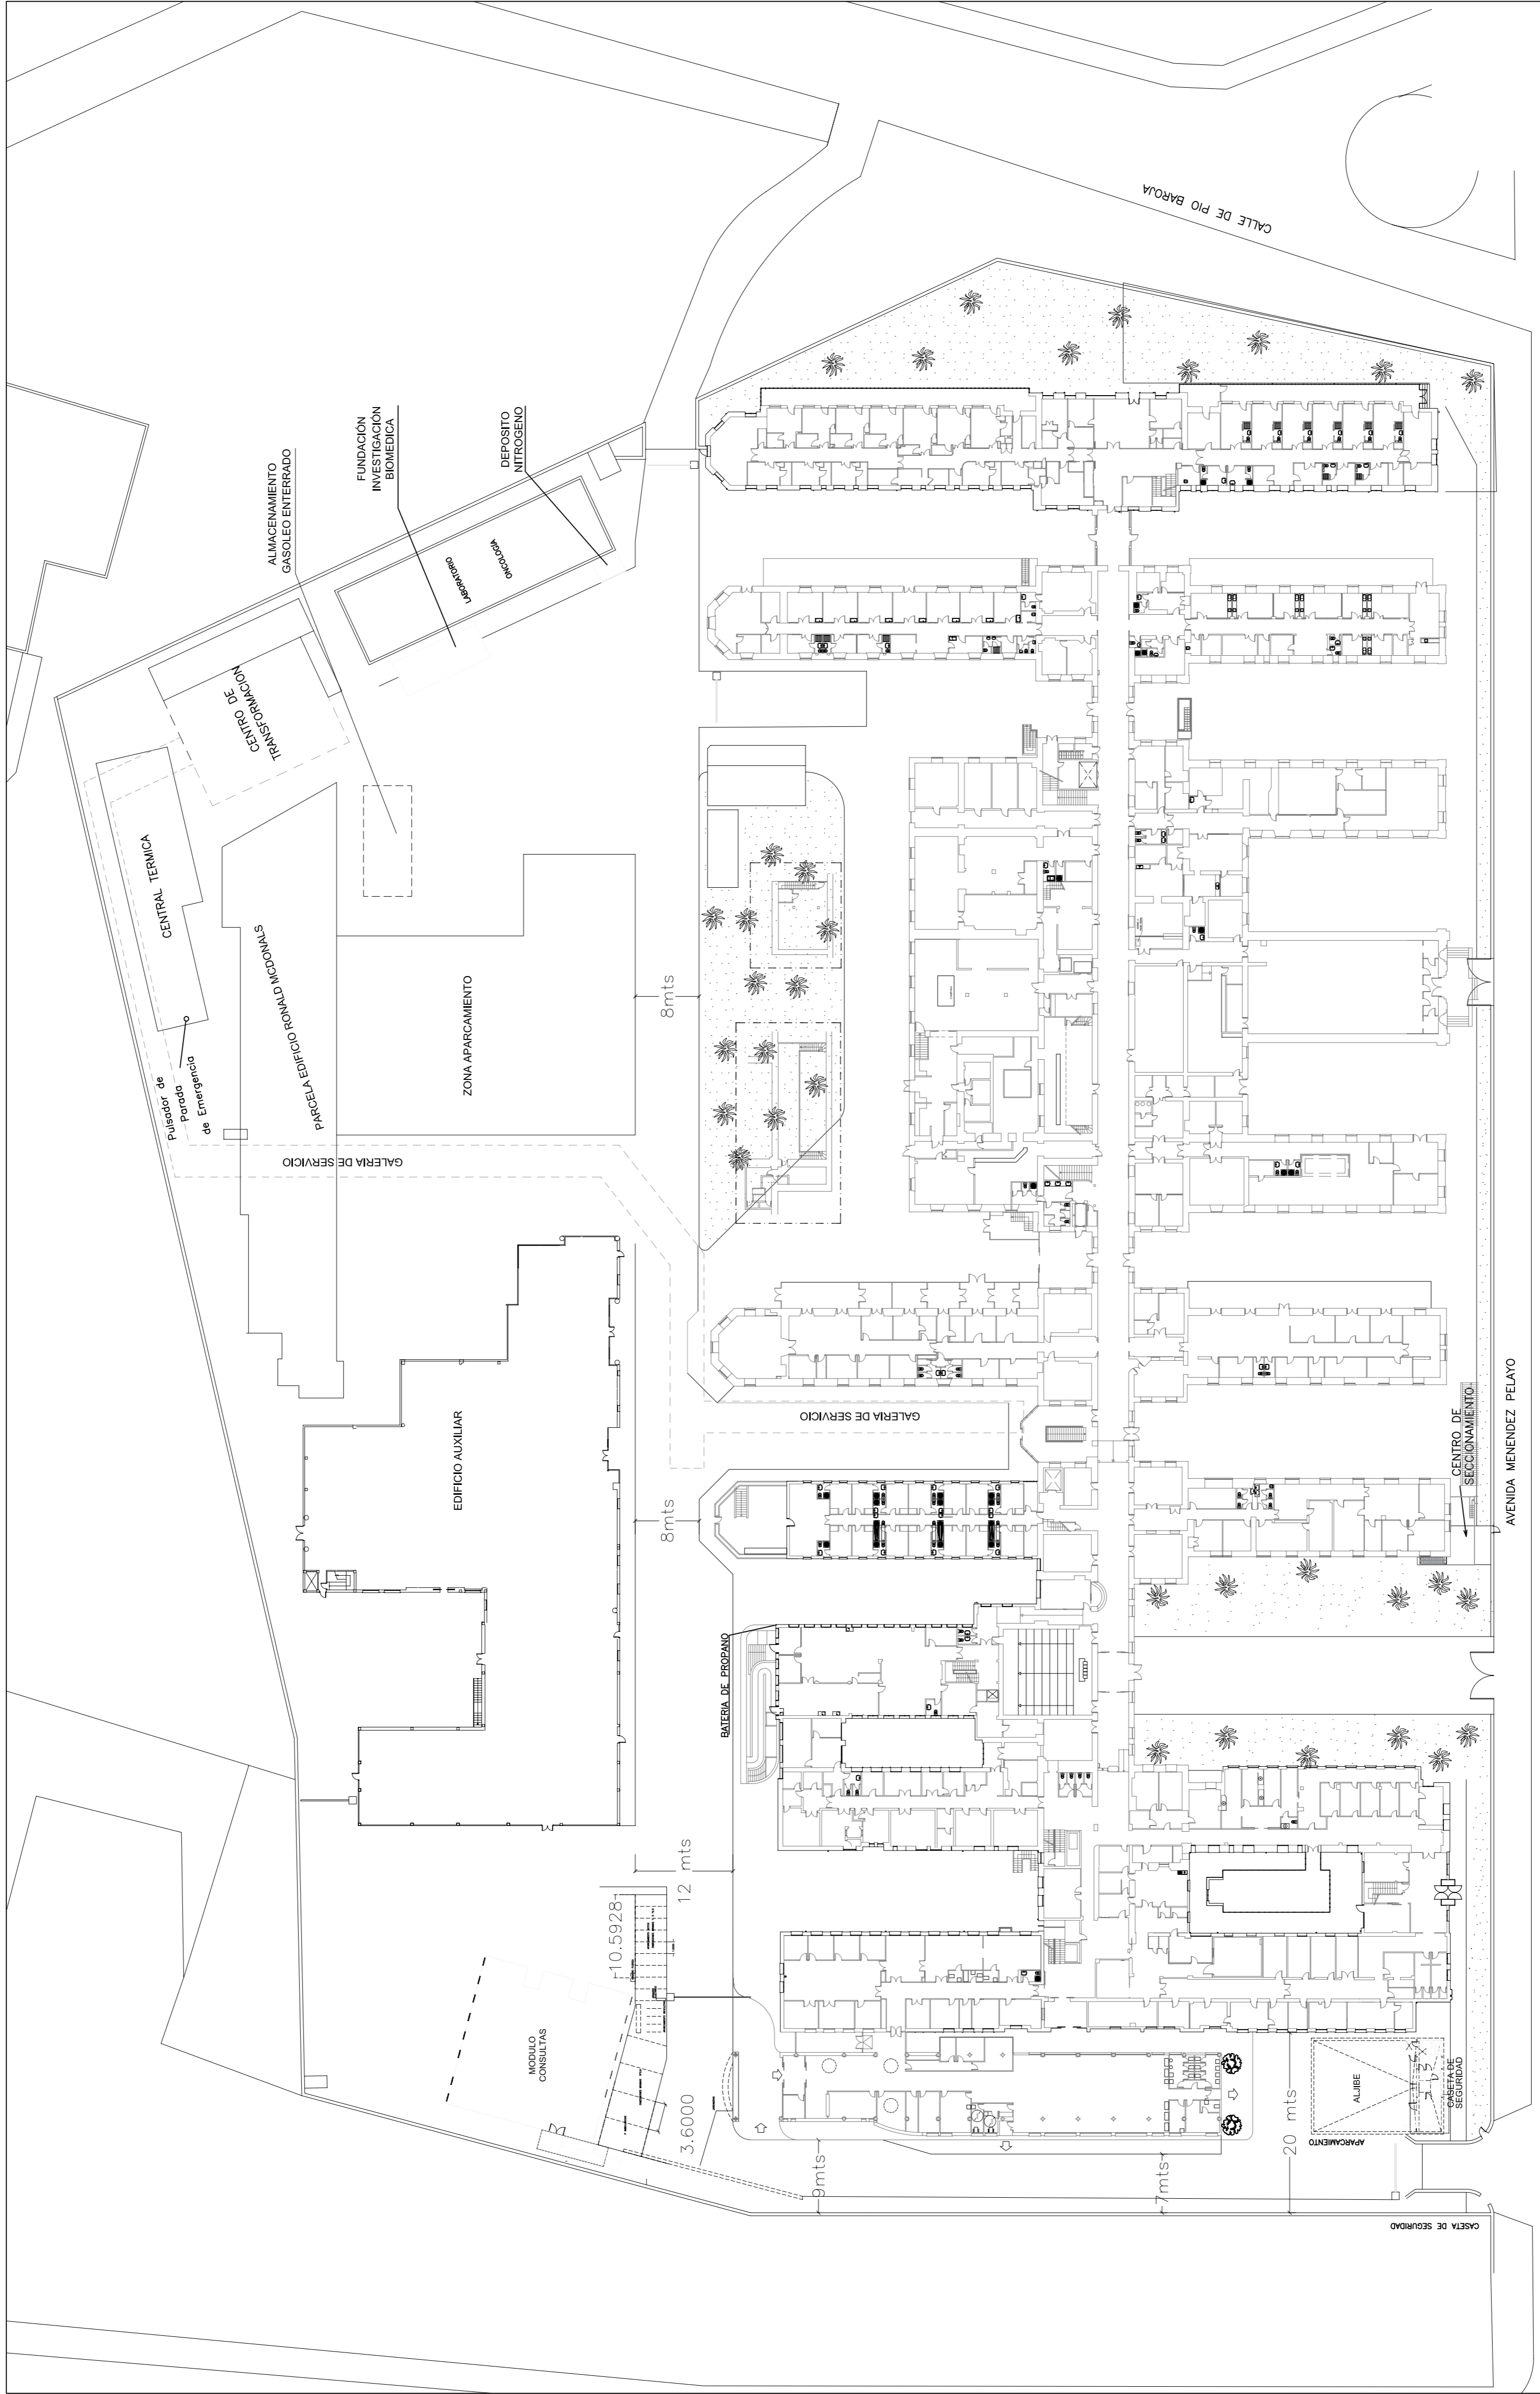 CALLE DE PIO BAROJA
ALMACENAMIENTO
GASOLEO ENTERRADO
FUNDACIÓN
INVESTIGACIÓN
BIOMEDICA
DEPOSITO
NITROGENO
LABORATORIO
ONCOLOGÍA
CENTRO DE
TRANSFORMACION
CENTRAL TERMICA
Pulsador de
Parada
de Emergencia
PARCELA EDIFICIO RONALD MCDONALS
ZONA APARCAMIENTO
8mts
GALERIA DE SERVICIO
EDIFICIO AUXILIAR
GALERIA DE SERVICIO
8mts
CENTRO DE
SECCIONAMIENTO
AVENIDA MENENDEZ PELAYO
BATERIA DE PROPANO
12 mts
10.5928
MODULO
CONSULTAS
3.6000
9mts
7mts
20 mts
ALJIBE
CASETA DE
SEGURIDAD
APARCAMIENTO
CASETA DE SEGURIDAD